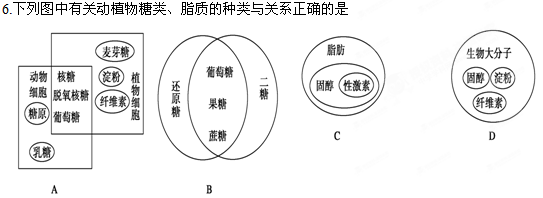 6.下列图中有关动植物糖类、脂质的种类与关系正确的是
动物细胞
糖原
乳糖
核糖
脱氧核糖
葡萄糖
麦芽糖
淀粉
纤维素
植物细胞
A
还原糖
葡萄糖
果糖
蔗糖
二糖
B
脂肪
固醇
性激素
C
生物大分子
固醇
淀粉
纤维素
D